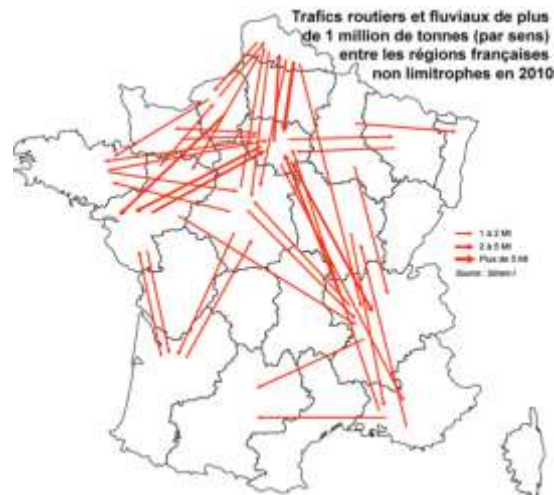 Trafics routiers et fluviaux de plus
de 1 million de tonnes (par sens)
entre les régions françaises
non limitrophes en 2010
1 à 2 Mt
2 à 5 Mt
Plus de 5 Mt
Source :